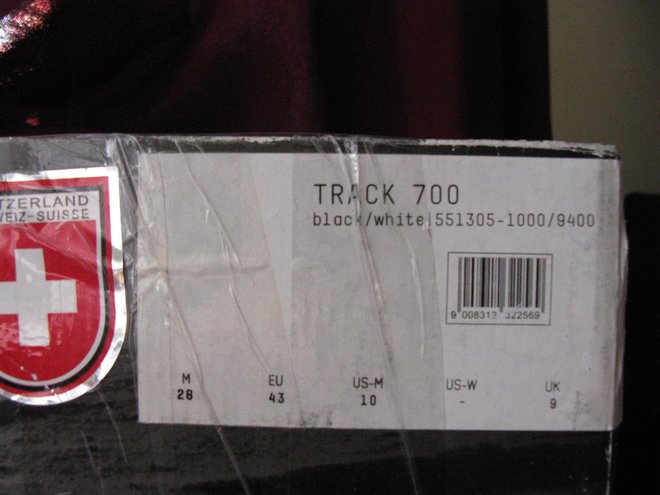 TZERLAND
WEIZ-SUISSE
TRACK 700
black/white|551305-1000/9400
9 008312 322569
M EU US-M US-W UK
28 43 10 - 9